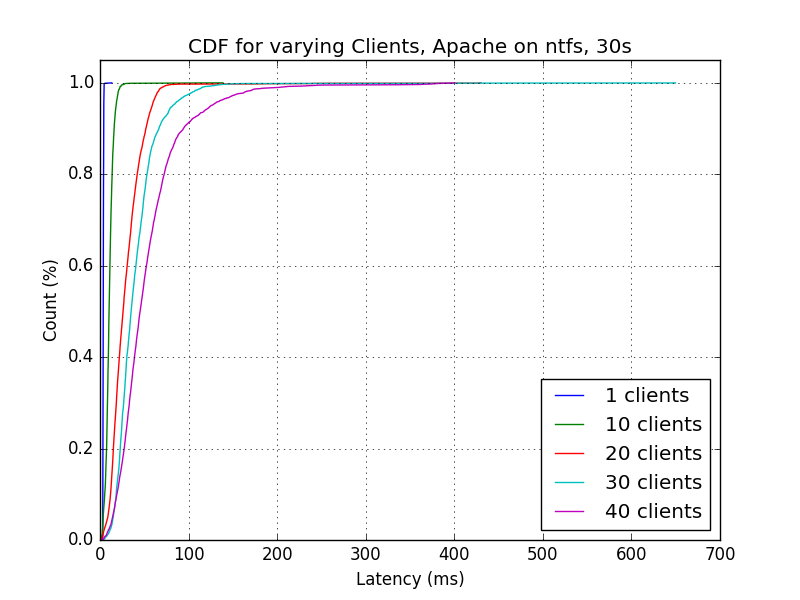 CDF for varying Clients, Apache on ntfs, 30s
Count (%)
1.0
0.8
0.6
0.4
0.2
0.0
0 100 200 300 400 500 600 700
Latency (ms)
1 clients
10 clients
20 clients
30 clients
40 clients